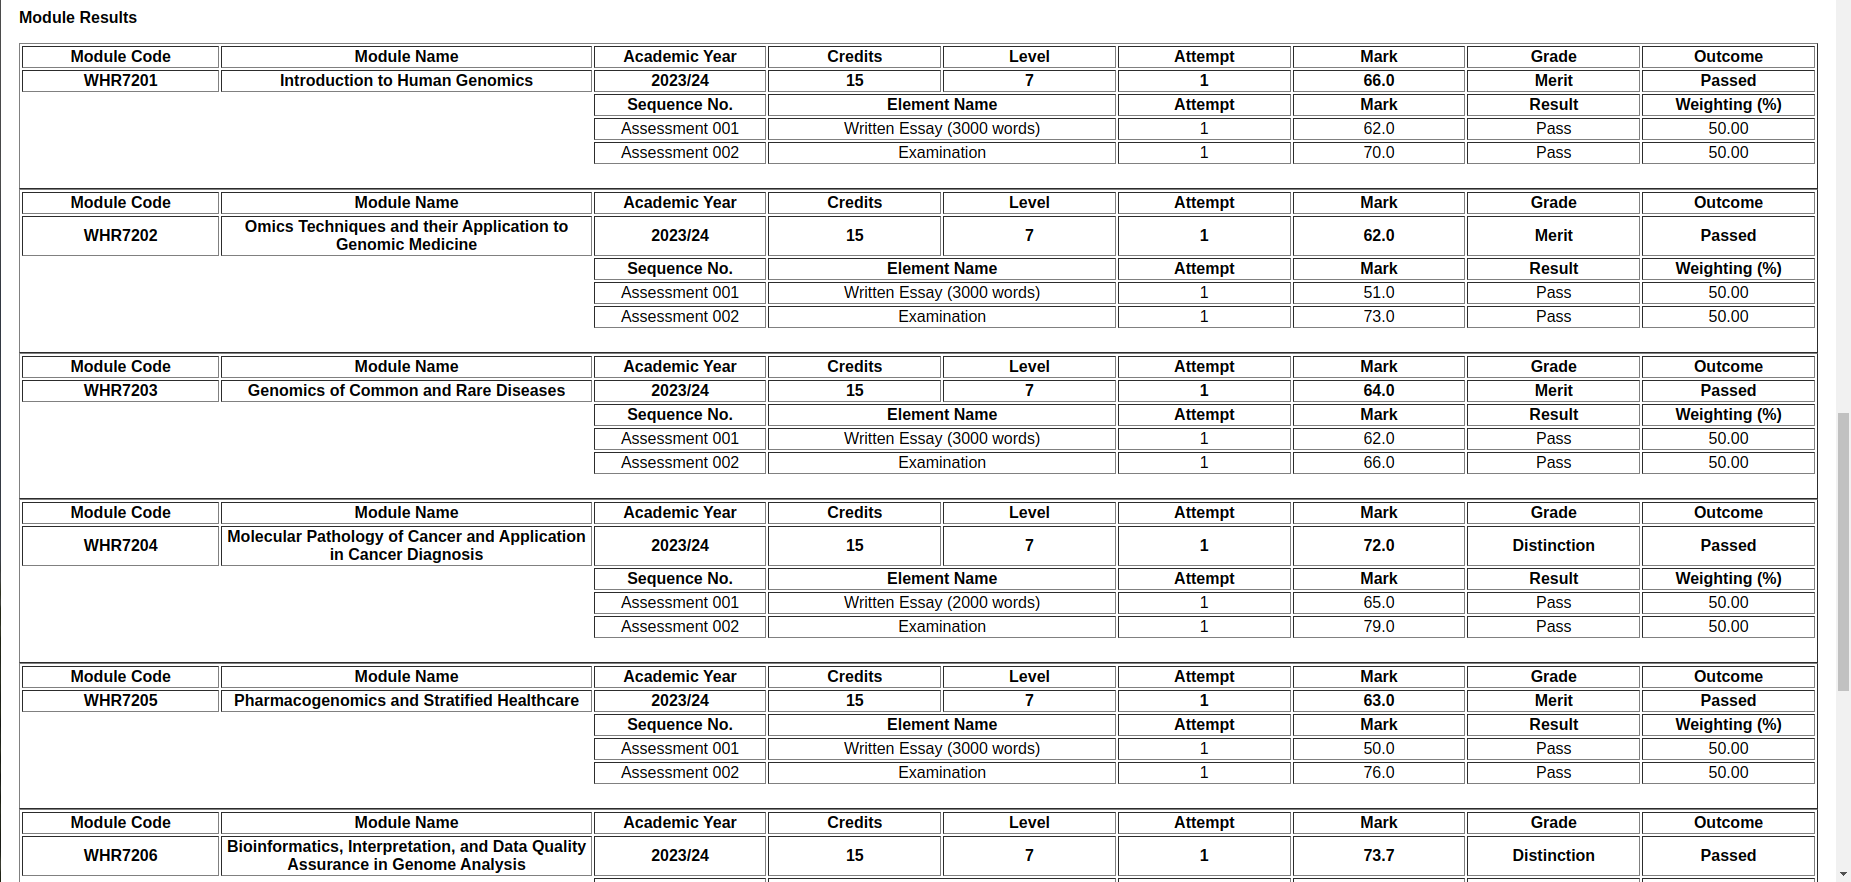 Module Results
Module Code Module Name Academic Year Credits Level Attempt Mark Grade Outcome
WHR7201 Introduction to Human Genomics 2023/24 15 7 1 66.0 Merit Passed
Sequence No. Element Name Attempt Mark Result Weighting (%)
Assessment 001 Written Essay (3000 words) 1 62.0 Pass 50.00
Assessment 002 Examination 1 70.0 Pass 50.00
Module Code Module Name Academic Year Credits Level Attempt Mark Grade Outcome
WHR7202 Omics Techniques and their Application to
Genomic Medicine 2023/24 15 7 1 62.0 Merit Passed
Sequence No. Element Name Attempt Mark Result Weighting (%)
Assessment 001 Written Essay (3000 words) 1 51.0 Pass 50.00
Assessment 002 Examination 1 73.0 Pass 50.00
Module Code Module Name Academic Year Credits Level Attempt Mark Grade Outcome
WHR7203 Genomics of Common and Rare Diseases 2023/24 15 7 1 64.0 Merit Passed
Sequence No. Element Name Attempt Mark Result Weighting (%)
Assessment 001 Written Essay (3000 words) 1 62.0 Pass 50.00
Assessment 002 Examination 1 66.0 Pass 50.00
Module Code Module Name Academic Year Credits Level Attempt Mark Grade Outcome
WHR7204 Molecular Pathology of Cancer and Application
in Cancer Diagnosis 2023/24 15 7 1 72.0 Distinction Passed
Sequence No. Element Name Attempt Mark Result Weighting (%)
Assessment 001 Written Essay (2000 words) 1 65.0 Pass 50.00
Assessment 002 Examination 1 79.0 Pass 50.00
Module Code Module Name Academic Year Credits Level Attempt Mark Grade Outcome
WHR7205 Pharmacogenomics and Stratified Healthcare 2023/24 15 7 1 63.0 Merit Passed
Sequence No. Element Name Attempt Mark Result Weighting (%)
Assessment 001 Written Essay (3000 words) 1 50.0 Pass 50.00
Assessment 002 Examination 1 76.0 Pass 50.00
Module Code Module Name Academic Year Credits Level Attempt Mark Grade Outcome
WHR7206 Bioinformatics, Interpretation, and Data Quality
Assurance in Genome Analysis 2023/24 15 7 1 73.7 Distinction Passed